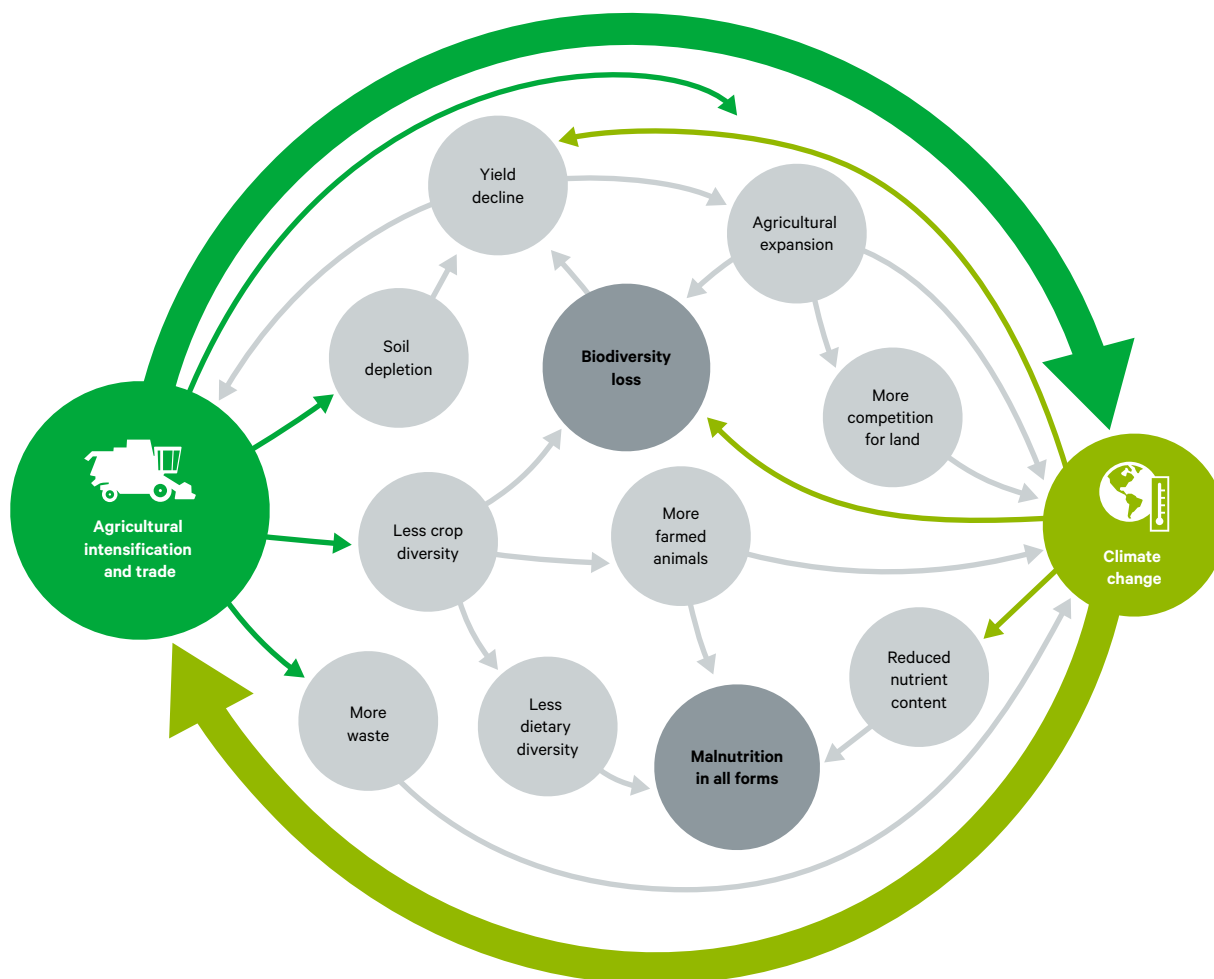 Yield
decline
Agricultural
expansion
Soil
depletion
Biodiversity
loss
More
competition
for land
Agricultural
intensification
and trade
Less crop
diversity
More
farmed
animals
Climate
change
More
waste
Less
dietary
diversity
Malnutrition
in all forms
Reduced
nutrient
content